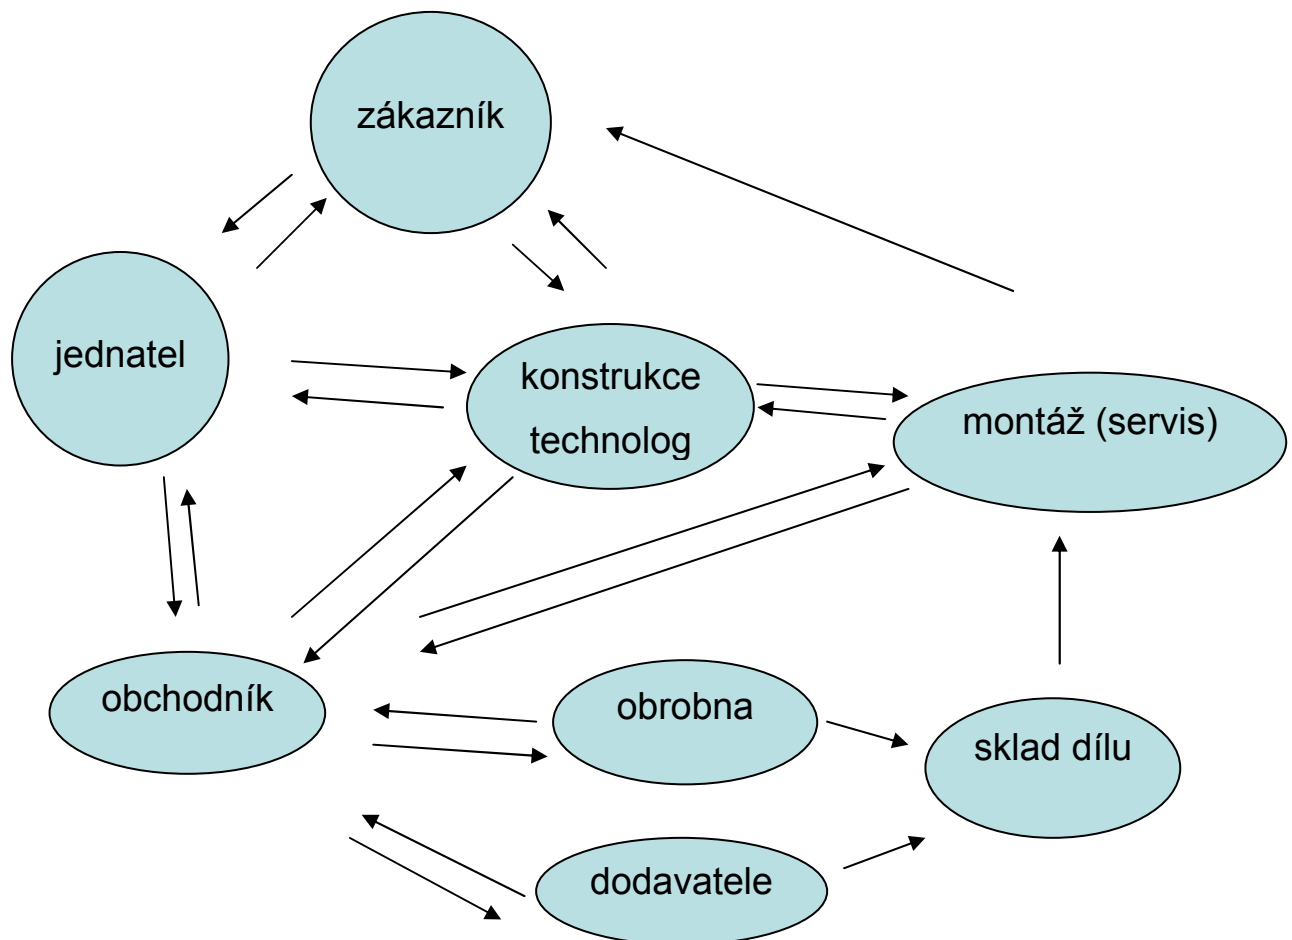 zákazník
jednatel
konstrukce
technolog
montáž (servis)
obchodník
obrobna
sklad dílu
dodavatele